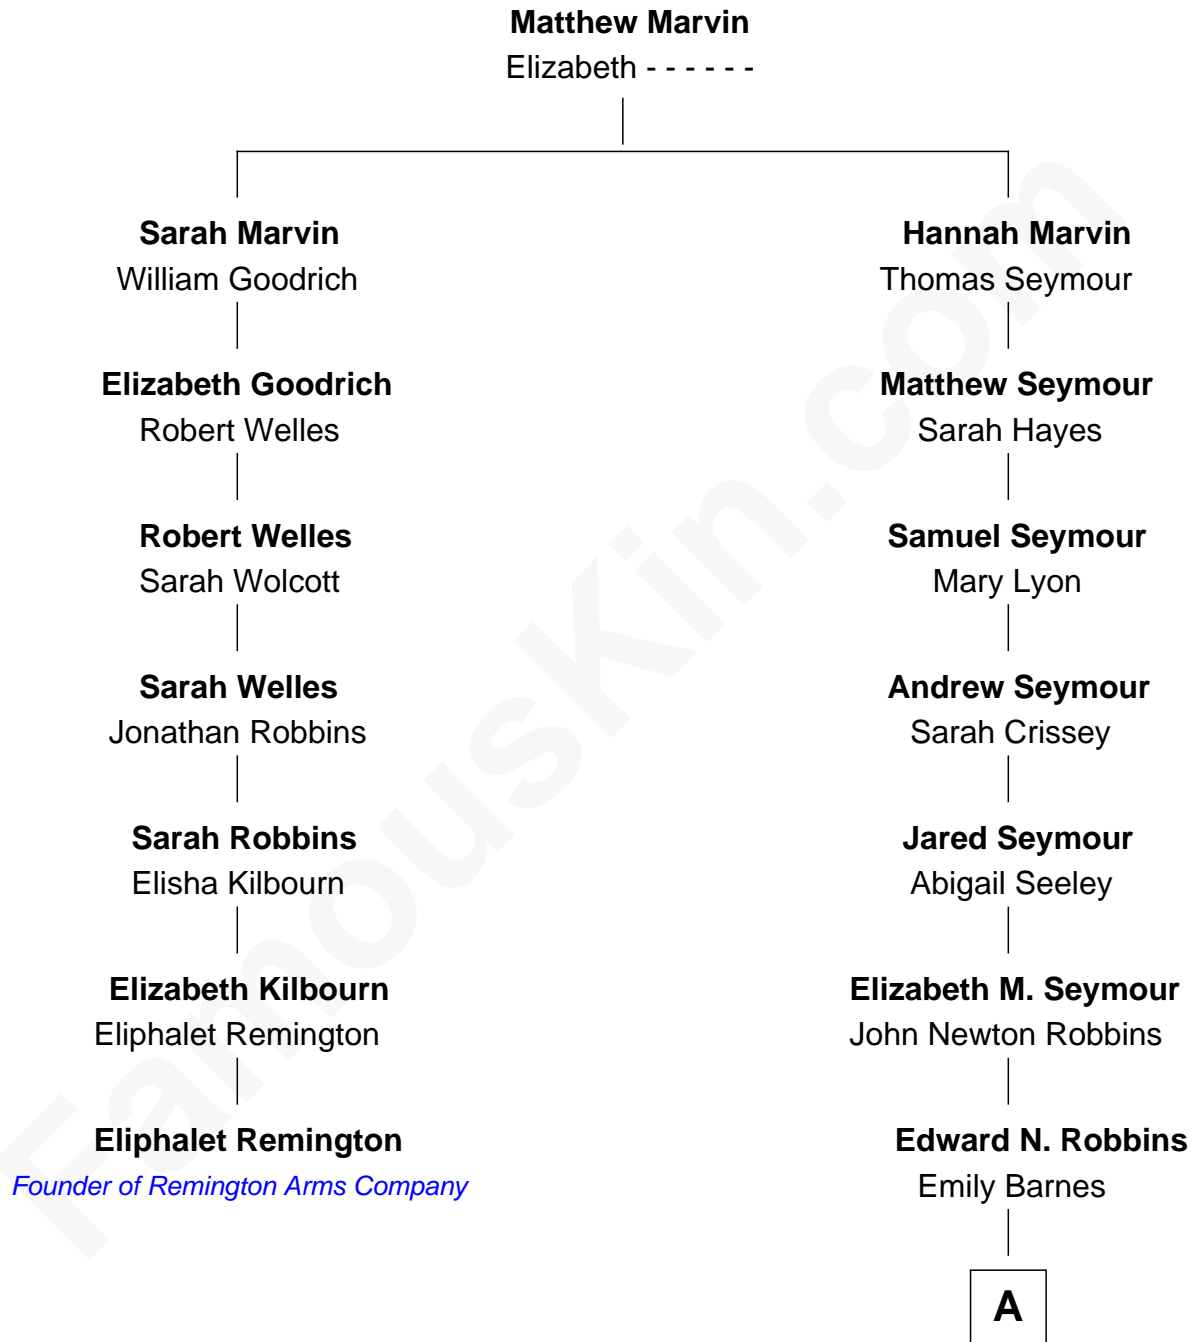 Matthew Marvin
Elizabeth - - - - - -
Sarah Marvin
William Goodrich
Hannah Marvin
Thomas Seymour
Elizabeth Goodrich
Robert Welles
Matthew Seymour
Sarah Hayes
Robert Welles
Sarah Wolcott
Samuel Seymour
Mary Lyon
Sarah Welles
Jonathan Robbins
Andrew Seymour
Sarah Crissey
Sarah Robbins
Elisha Kilbourn
Jared Seymour
Abigail Seeley
Elizabeth Kilbourn
Eliphalet Remington
Elizabeth M. Seymour
John Newton Robbins
Eliphalet Remington
Founder of Remington Arms Company
Edward N. Robbins
Emily Barnes
A
FamousKin.com